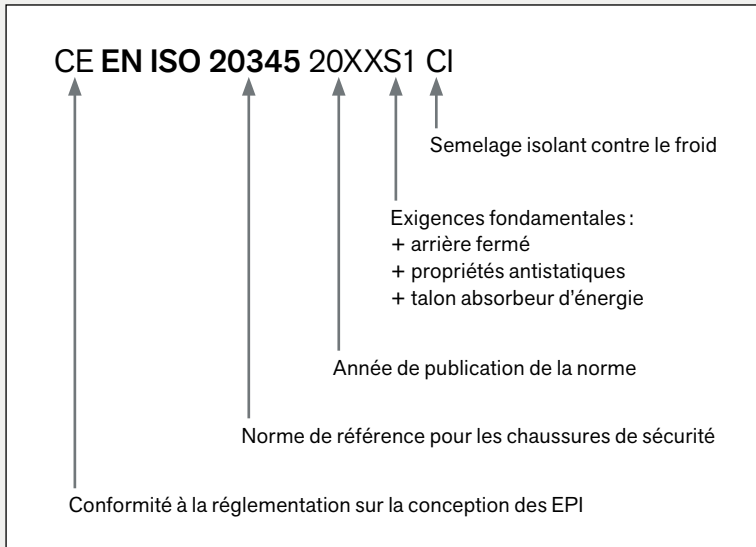 CE EN ISO 20345 20XXS1 CI
Semelage isolant contre le froid
Exigences fondamentales :
+ arrière fermé
+ propriétés antistatiques
+ talon absorbeur d'énergie
Année de publication de la norme
Norme de référence pour les chaussures de sécurité
Conformité à la réglementation sur la conception des EPI